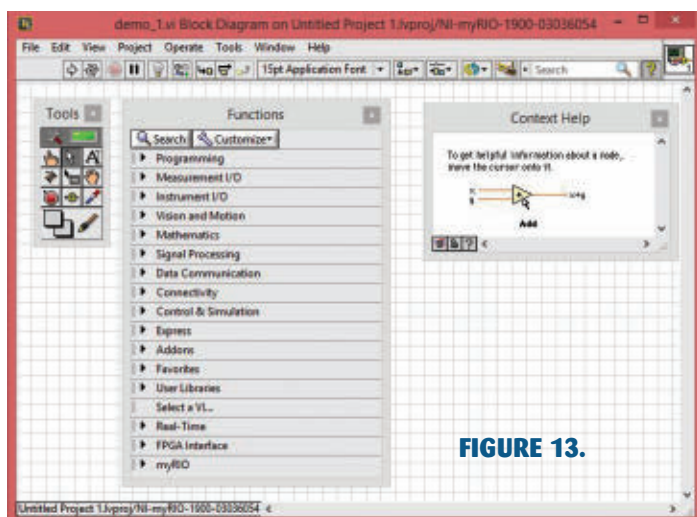 demo_1.vi Block Diagram on Untitled Project 1.lvproj/NI-myRIO-1900-03036054
File Edit View Project Operate Tools Window Help
15pt Application Font
Search
Tools
Functions
Search Customize
Programming
Measurement I/O
Instrument I/O
Vision and Motion
Mathematics
Signal Processing
Data Communication
Connectivity
Control & Simulation
Express
Addons
Favorites
User Libraries
Select a VI...
Real-Time
FPGA Interface
myRIO
Context Help
To get helpful information about a node,
move the cursor onto it.
x
y
x+y
Add
FIGURE 13.
Untitled Project 1.lvproj/NI-myRIO-1900-03036054